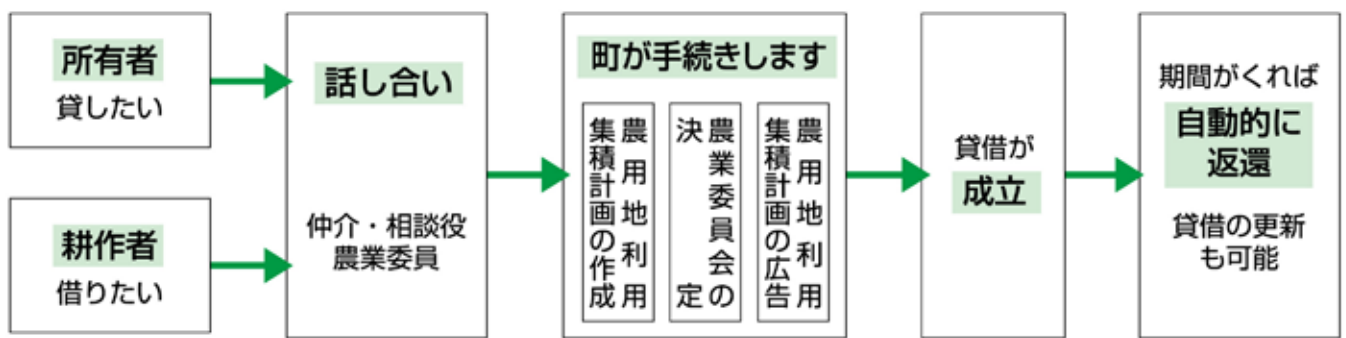 所有者
貸したい
耕作者
借りたい
話し合い
仲介・相談役
農業委員
町が手続きします
農用地利用
集積計画の作成
農業委員会の
決定
農用地利用
集積計画の広告
貸借が
成立
期間がくれば
自動的に
返還
貸借の更新
も可能